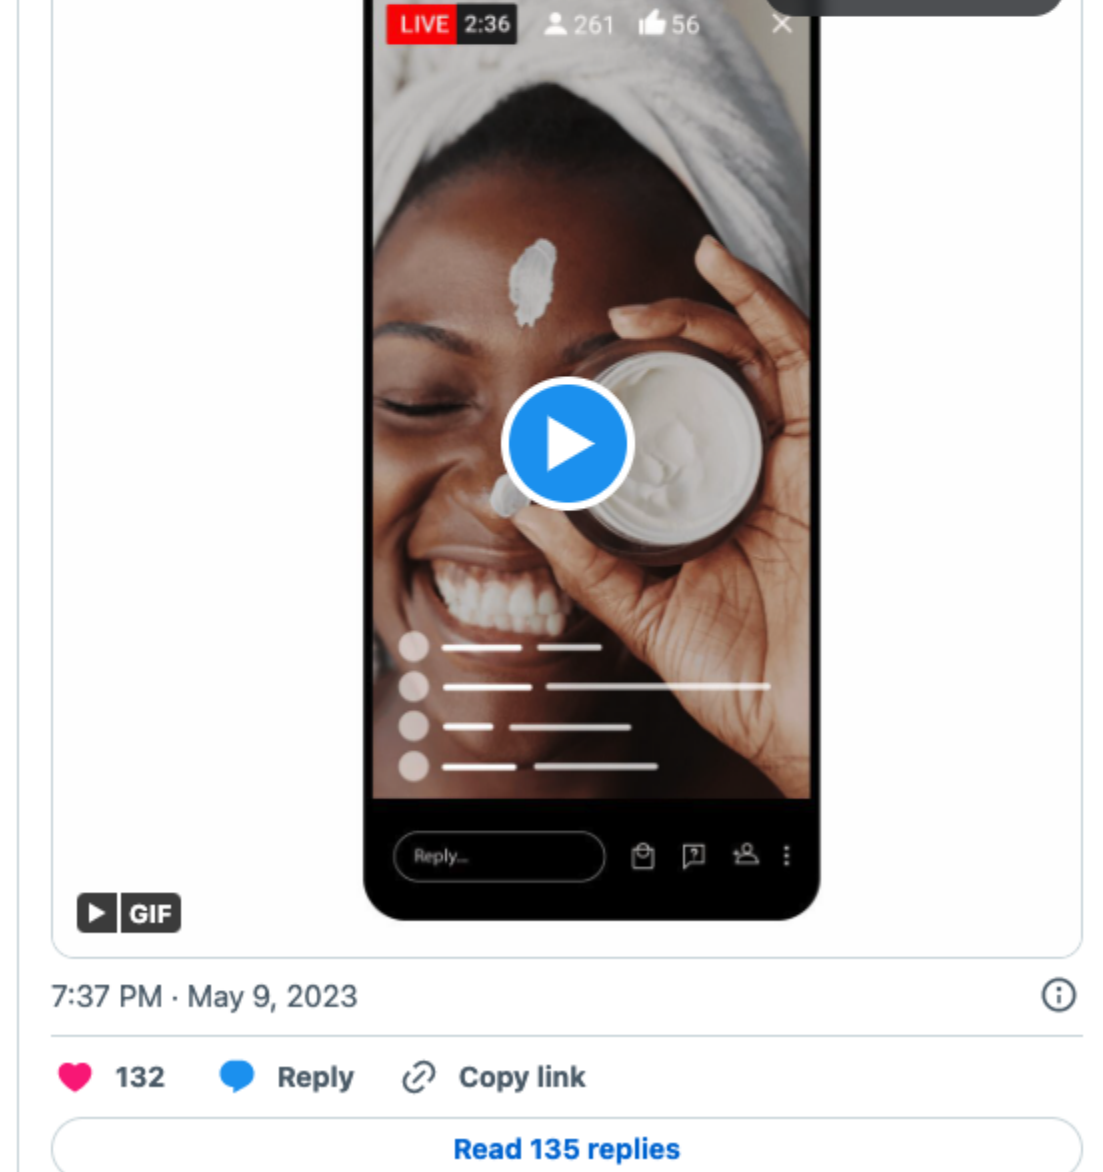 LIVE 2:36 261 56
Reply...
GIF
7:37 PM · May 9, 2023
132 Reply Copy link
Read 135 replies